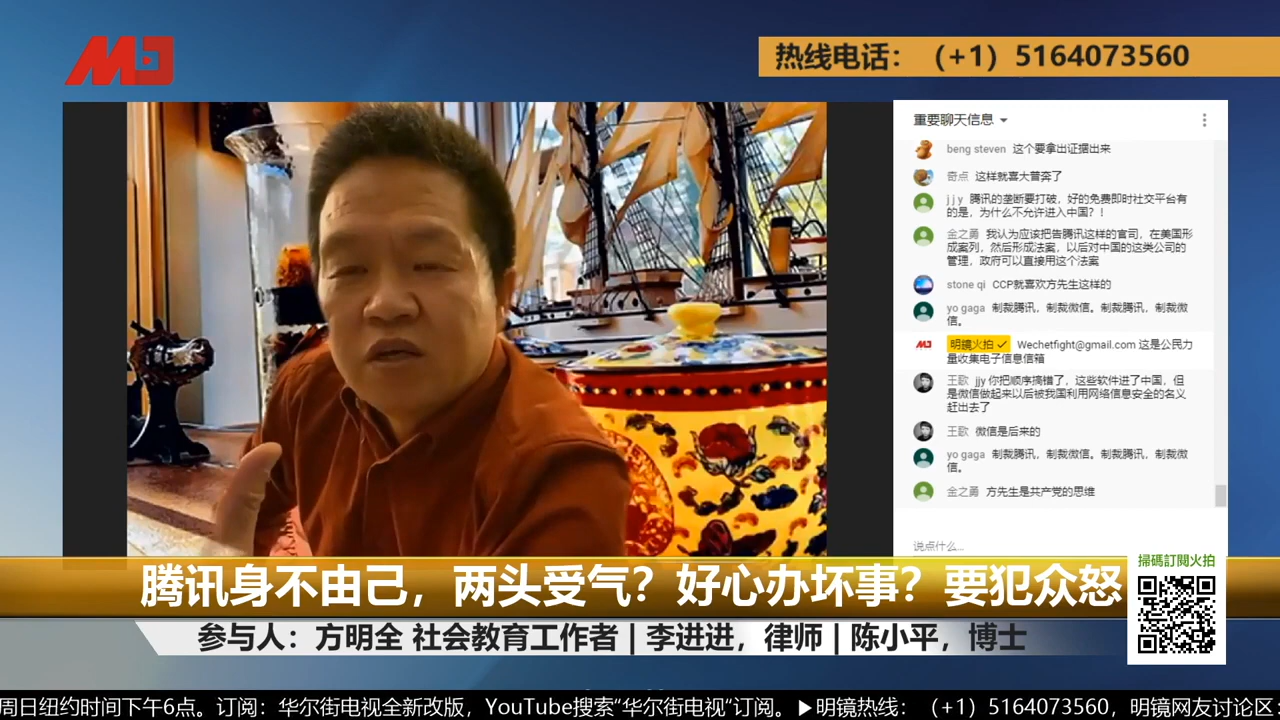 MJ
热线电话：（+1）5164073560
重要聊天信息
beng steven 这个要拿出证据出来
奇点 这样就喜大普奔了
j j y 腾讯的垄断要打破，好的免费即时社交平台有
的是，为什么不允许进入中国？！
金之勇 我认为应该把告腾讯这样的官司，在美国形
成案列，然后形成法案，以后对中国的这类公司的
管理，政府可以直接用这个法案
stone qi CCP就喜欢方先生这样的
yo gaga 制裁腾讯，制裁微信。制裁腾讯，制裁微
信。
明镜火拍 ✓ Wechetfight@gmail.com 这是公民力
量收集电子信息信箱
王歌 jjy 你把顺序搞错了，这些软件进了中国，但
是微信做起来以后被我国利用网络信息安全的名义
赶出去了
王歌 微信是后来的
yo gaga 制裁腾讯，制裁微信。制裁腾讯，制裁微
信。
金之勇 方先生是共产党的思维
说点什么...
掃碼訂閱火拍
腾讯身不由己，两头受气？好心办坏事？要犯众怒
参与人：方明全 社会教育工作者 | 李进进，律师 | 陈小平，博士
周日纽约时间下午6点。订阅：华尔街电视全新改版，YouTube搜索“华尔街电视”订阅。▶明镜热线：（+1）5164073560，明镜网友讨论区：